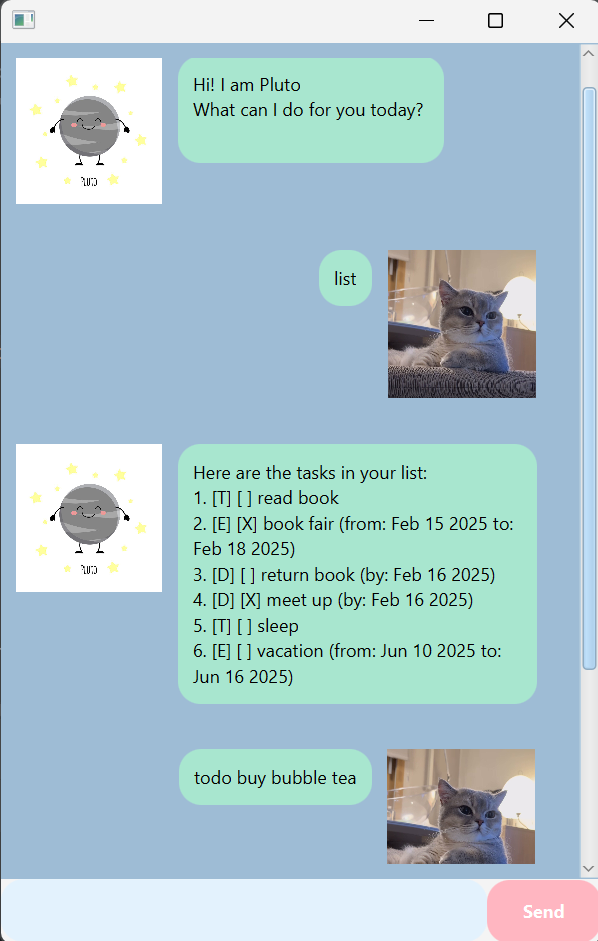 Hi! I am Pluto
What can I do for you today?
PLUTO
list
Here are the tasks in your list:
1. [T] [ ] read book
2. [E] [X] book fair (from: Feb 15 2025 to:
Feb 18 2025)
3. [D] [ ] return book (by: Feb 16 2025)
4. [D] [X] meet up (by: Feb 16 2025)
5. [T] [ ] sleep
6. [E] [ ] vacation (from: Jun 10 2025 to:
Jun 16 2025)
PLUTO
todo buy bubble tea
Send